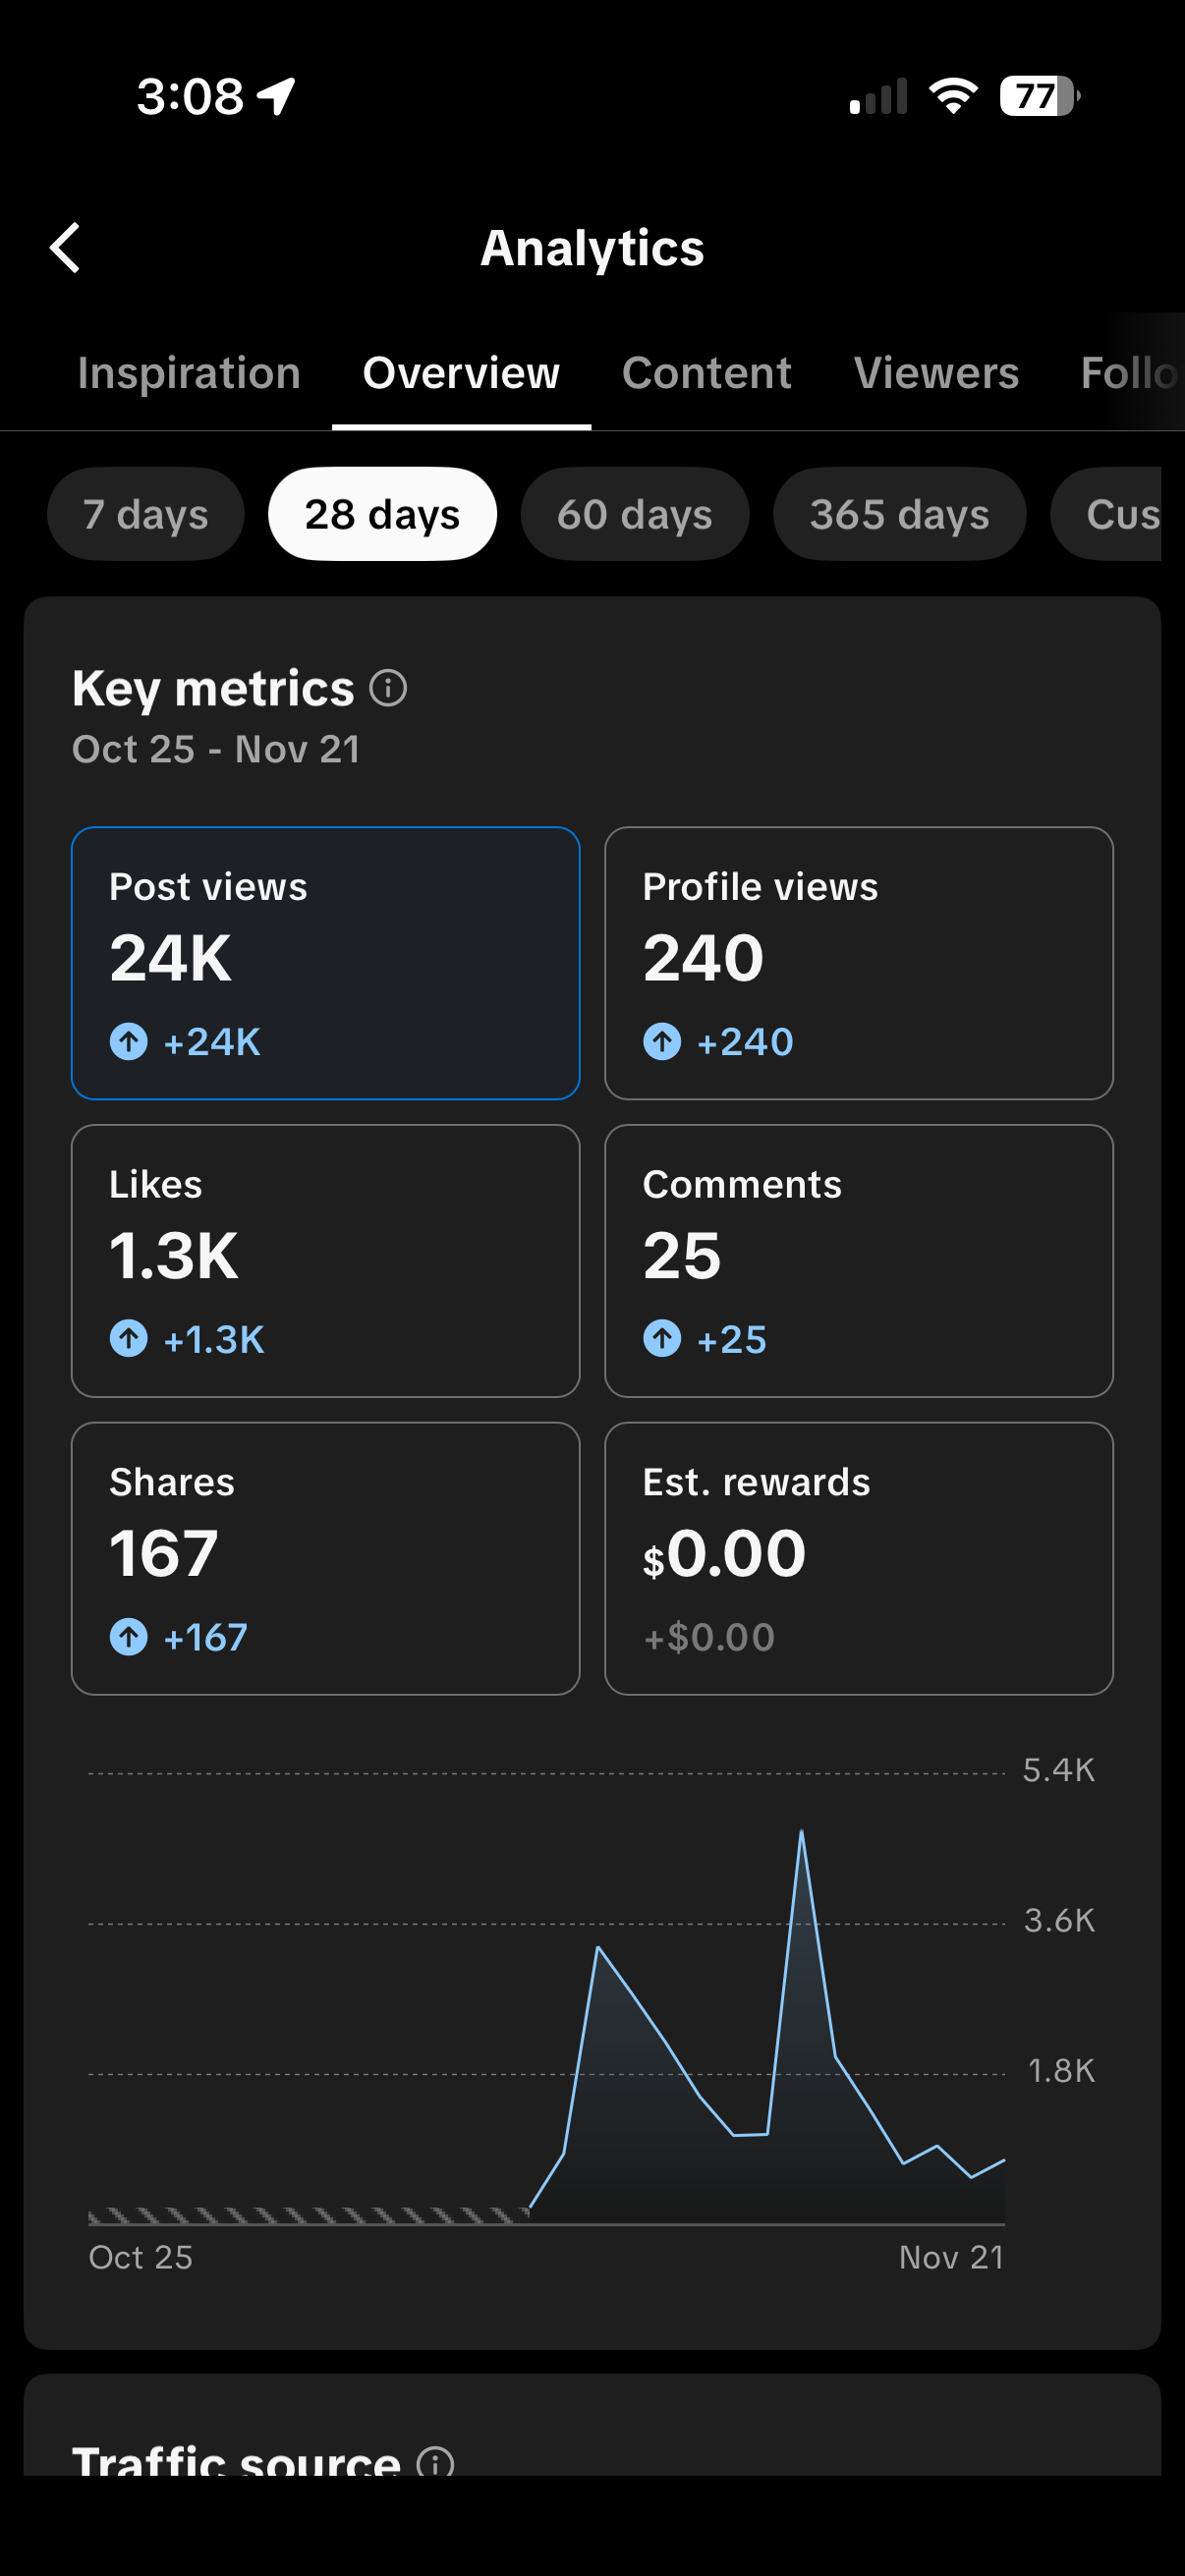 3:08
77
Analytics
Inspiration Overview Content Viewers Follo
7 days 28 days 60 days 365 days Cus
Key metrics
Oct 25 - Nov 21
Post views
24K
+24K
Profile views
240
+240
Likes
1.3K
+1.3K
Comments
25
+25
Shares
167
+167
Est. rewards
$0.00
+$0.00
5.4K
3.6K
1.8K
Oct 25 Nov 21
Traffic source